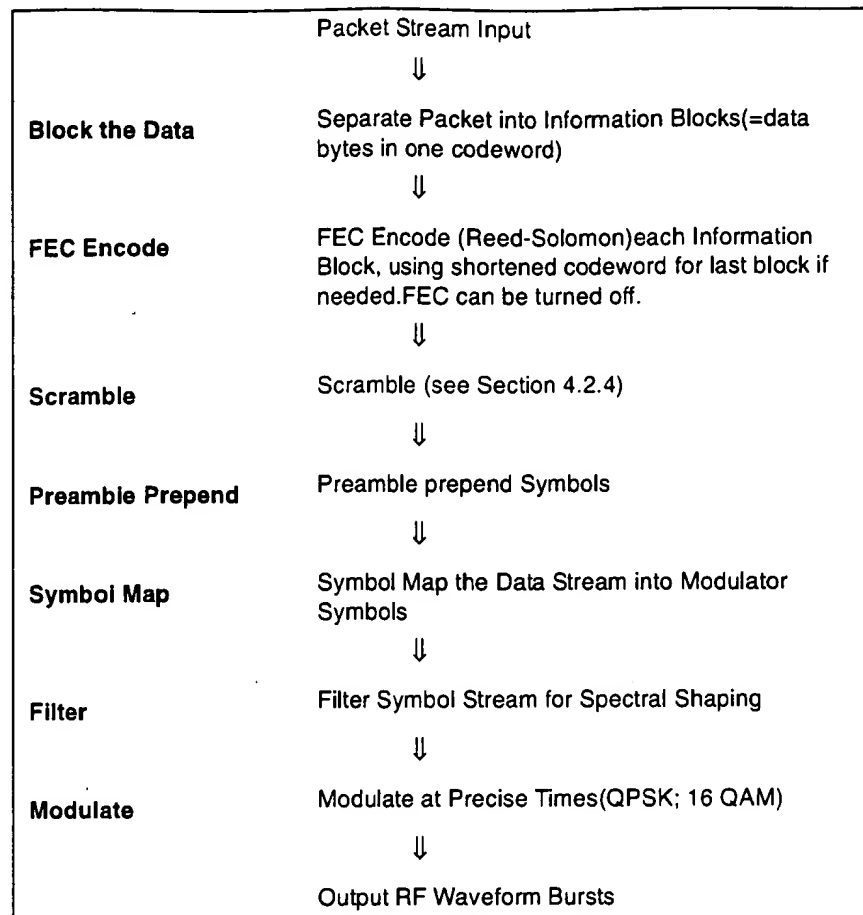 Packet Stream Input
⇓
Block the Data
Separate Packet into Information Blocks(=data
bytes in one codeword)
⇓
FEC Encode
FEC Encode (Reed-Solomon)each Information
Block, using shortened codeword for last block if
needed.FEC can be turned off.
⇓
Scramble
Scramble (see Section 4.2.4)
⇓
Preamble Prepend
Preamble prepend Symbols
⇓
Symbol Map
Symbol Map the Data Stream into Modulator
Symbols
⇓
Filter
Filter Symbol Stream for Spectral Shaping
⇓
Modulate
Modulate at Precise Times(QPSK; 16 QAM)
⇓
Output RF Waveform Bursts